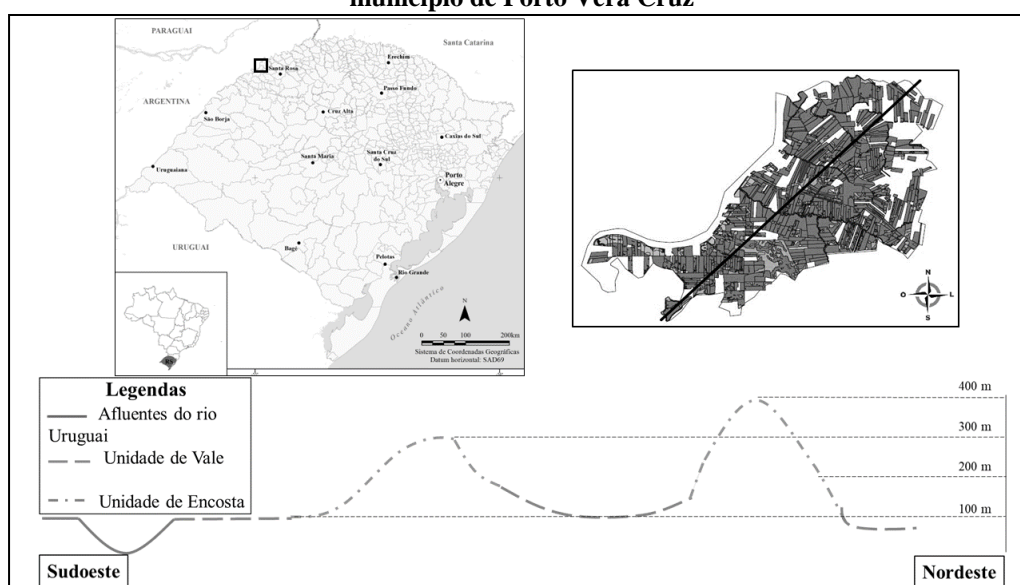 município de Porto Vera Cruz
PARAGUAI
Santa Catarina
Erechim
Santa Rosa
Passo Fundo
ARGENTINA
Cruz Alta
São Borja
Caxias do Sul
Santa Maria
Santa Cruz
do Sul
Uruguaiana
Porto
Alegre
URUGUAI
Bagé
Pelotas
Rio Grande
Oceano Atlântico
N
0 50 100 200km
Sistema de Coordenadas Geográficas
Datum horizontal: SAD69
RS
N
O L
S
Legendas
Afluentes do rio
Uruguai
Unidade de Vale
Unidade de Encosta
400 m
300 m
200 m
100 m
Sudoeste
Nordeste